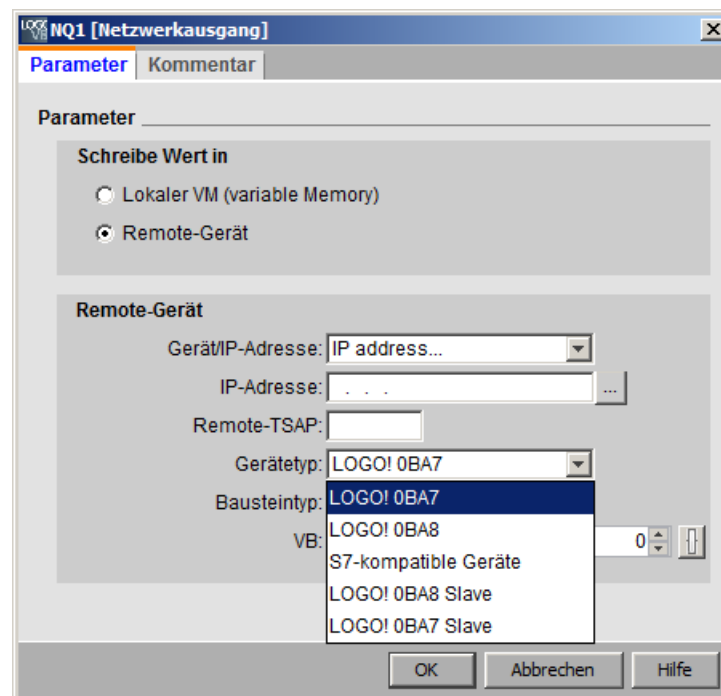 NQ1 [Netzwerkausgang]
Parameter Kommentar
Parameter
Schreibe Wert in
Lokaler VM (variable Memory)
Remote-Gerät
Remote-Gerät
Gerät/IP-Adresse: IP address...
IP-Adresse: . . . ...
Remote-TSAP:
Gerätetyp: LOGO! 0BA7
Bausteintyp: LOGO! 0BA7
LOGO! 0BA8
VB: 0
S7-kompatible Geräte
LOGO! 0BA8 Slave
LOGO! 0BA7 Slave
OK Abbrechen Hilfe